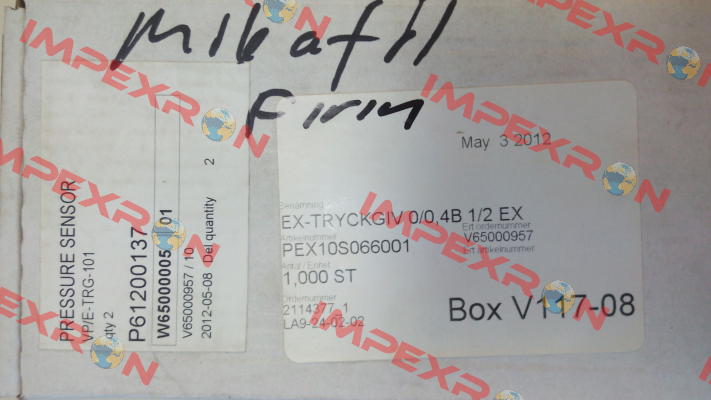 Mikafil
Firin
PRESSURE SENSOR
VP/E-TRG-101
qty 2
P61200137
W65000005 01
V65000957 / 10
2012-05-08 Del quantity 2
May 3 2012
Benämning
EX-TRYCKGIV 0/0,4B 1/2 EX
Artikelnummer
PEX10S066001
Ert ordernummer
V65000957
Ert artikelnummer
Antal / Enhet
1,000 ST
Ordernummer
2114377 1
LA9-24-02-02
Box V117-08
IMPEXRON